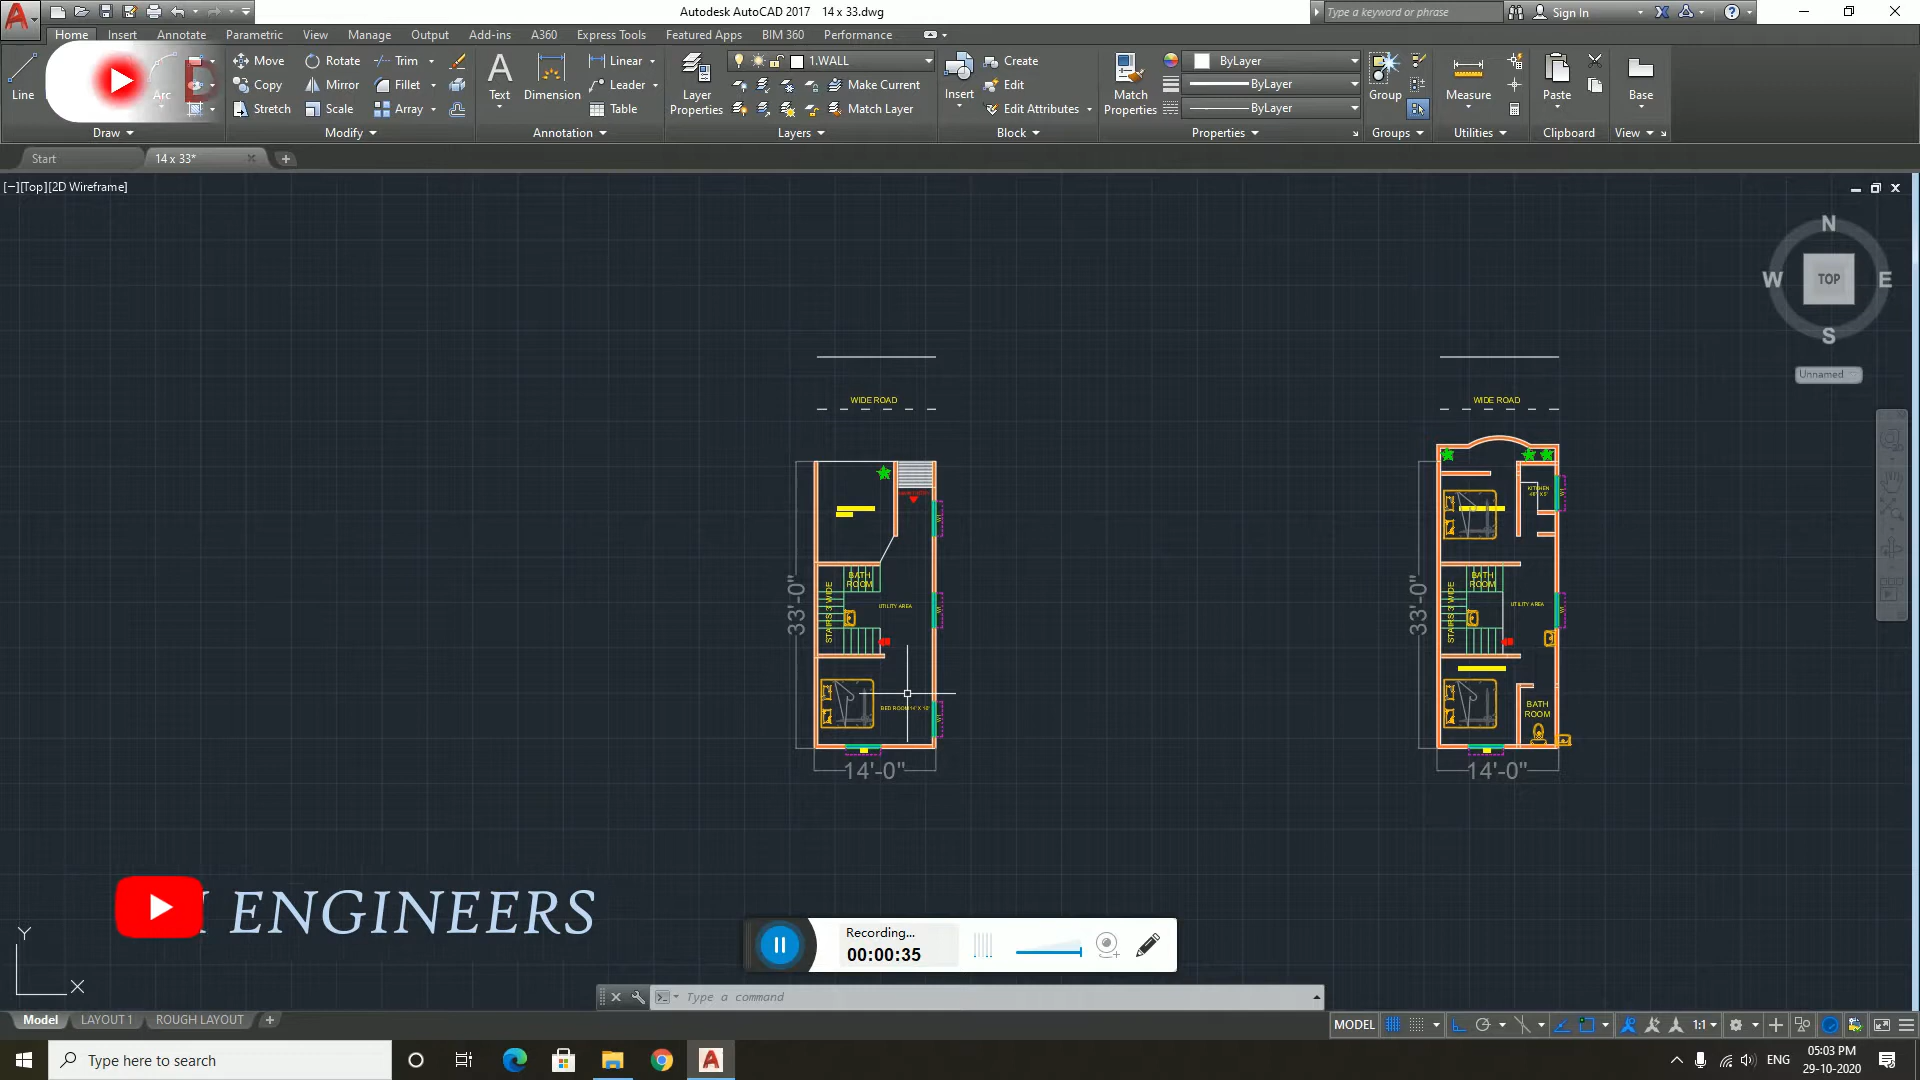 Autodesk AutoCAD 2017 14 x 33.dwg
Type a keyword or phrase
Sign In
Home Insert Annotate Parametric View Manage Output Add-ins A360 Express Tools Featured Apps BIM 360 Performance
Line
Arc
Move Rotate Trim
Copy Mirror Fillet
Stretch Scale Array
Text
Dimension
Linear
Leader
Table
Layer Properties
1.WALL
Make Current
Match Layer
Insert
Create
Edit
Edit Attributes
Match Properties
ByLayer
ByLayer
ByLayer
Group
Measure
Paste
Base
Draw Modify Annotation Layers Block Properties Groups Utilities Clipboard View
Start 14 x 33*
[−][Top][2D Wireframe]
N
W TOP E
S
Unnamed
WIDE ROAD
33'-0"
BATH ROOM
STAIRS 3 WIDE
UTILITY AREA
BED ROOM 14' X 10'
14'-0"
WIDE ROAD
KITCHEN
33'-0"
BATH ROOM
STAIRS 3 WIDE
UTILITY AREA
BATH ROOM
14'-0"
ENGINEERS
Y
X
Recording...
00:00:35
Type a command
Model LAYOUT 1 ROUGH LAYOUT
MODEL 1:1
Type here to search
ENG
05:03 PM
29-10-2020